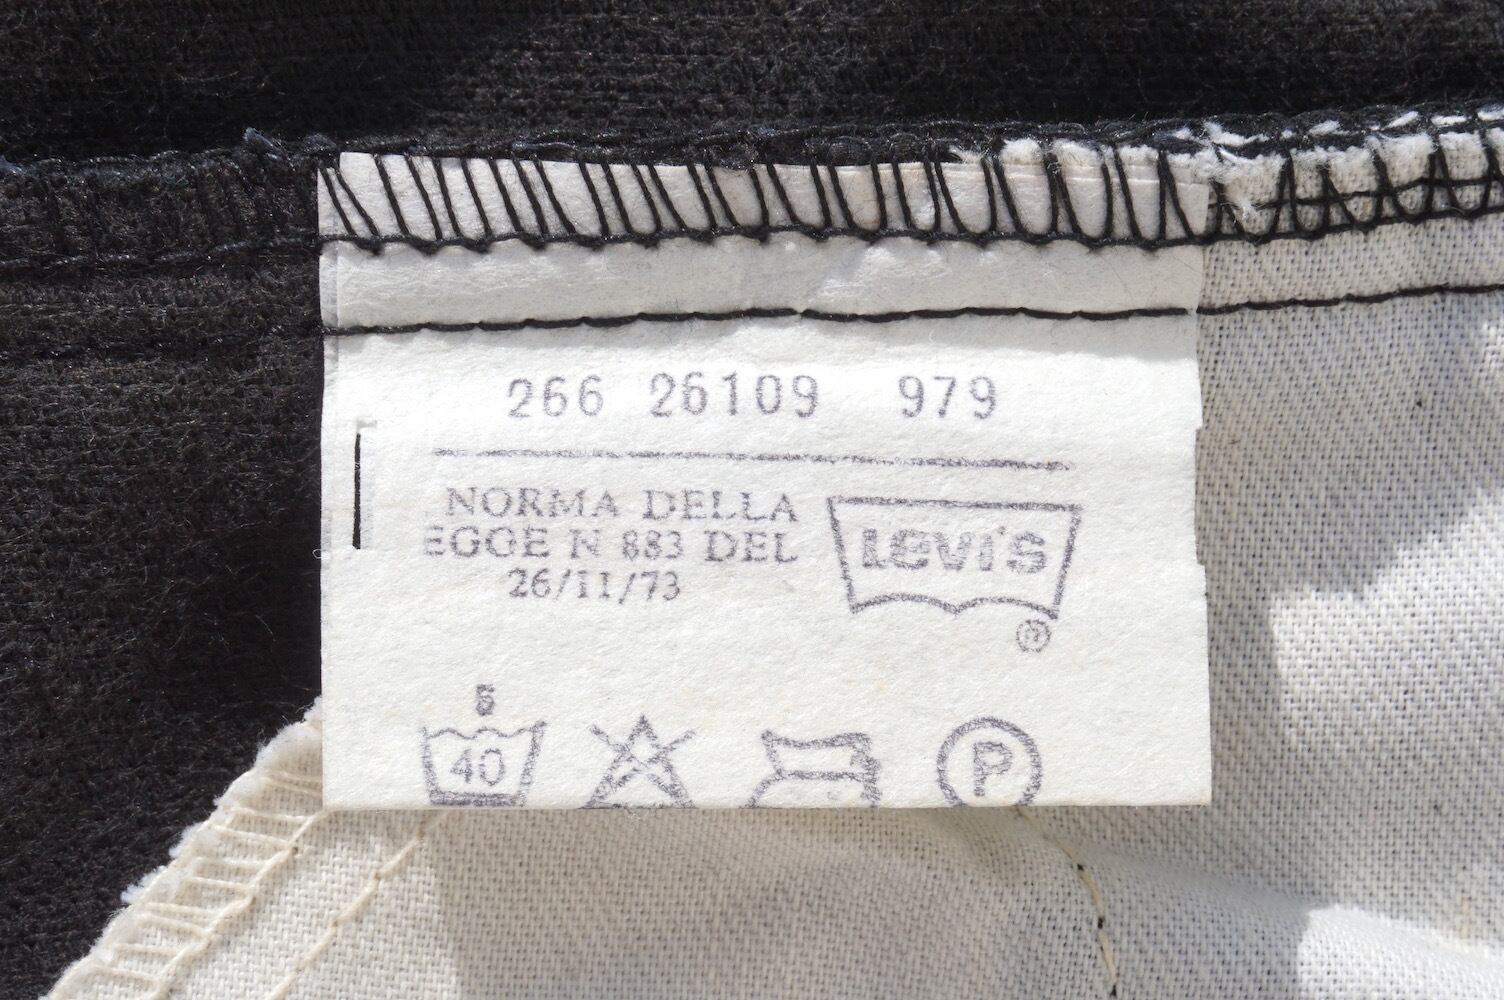 266 26109 979
NORMA DELLA
EGGE N 883 DEL
26/11/73
Levi's
®
5
40
P